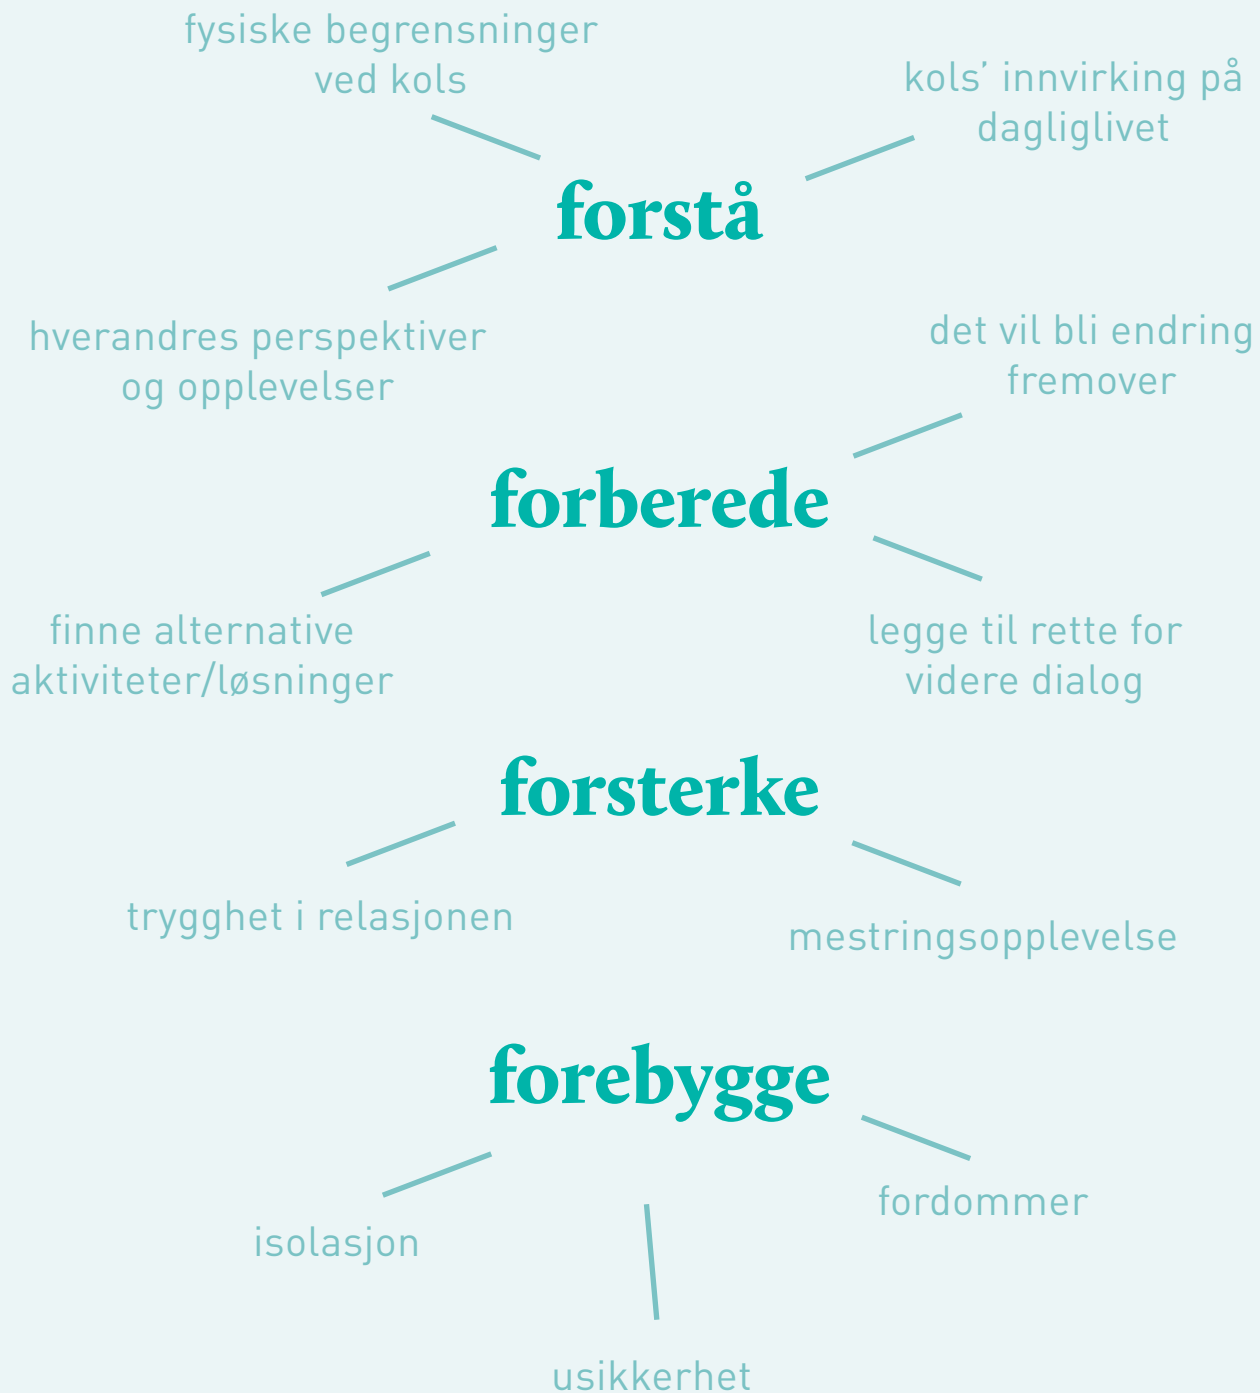 fysiske begrensninger
ved kols
kols’ innvirking på
dagliglivet
forstå
hverandres perspektiver
og opplevelser
det vil bli endring
fremover
forberede
finne alternative
aktiviteter/løsninger
legge til rette for
videre dialog
forsterke
trygghet i relasjonen
mestringsopplevelse
forebygge
isolasjon
fordommer
usikkerhet